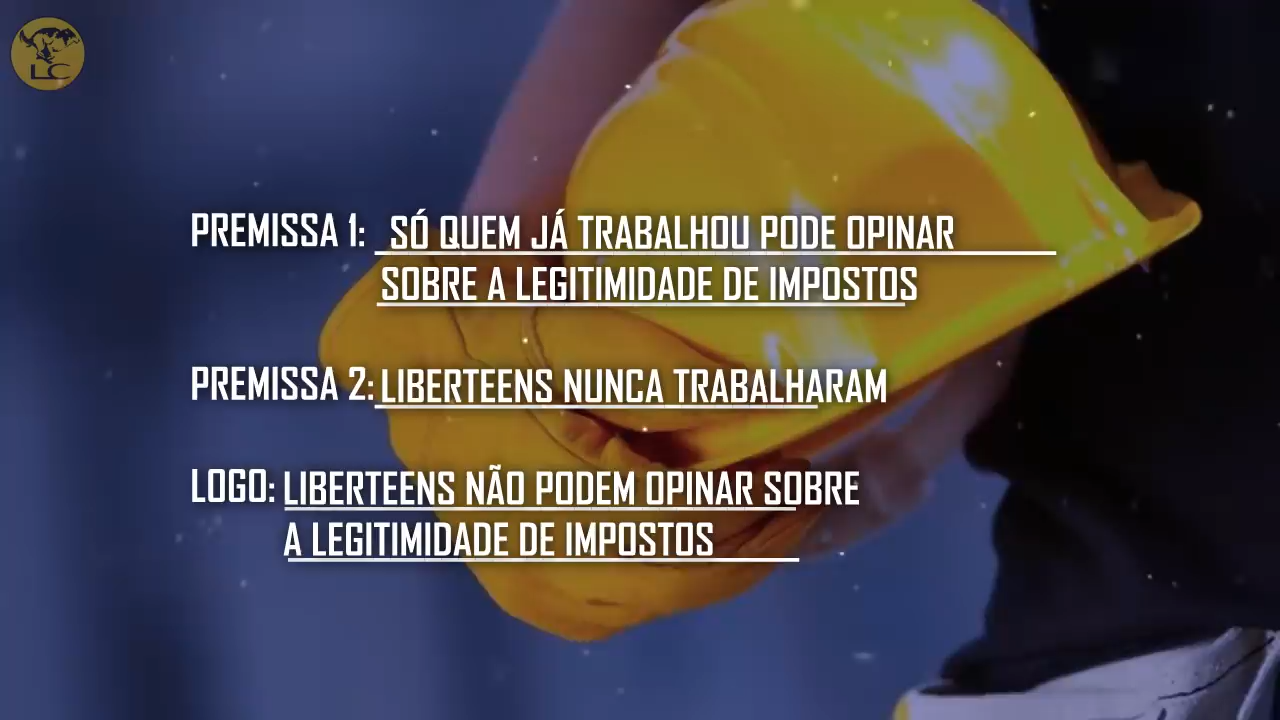 LC
PREMISSA 1: SÓ QUEM JÁ TRABALHOU PODE OPINAR
SOBRE A LEGITIMIDADE DE IMPOSTOS
PREMISSA 2: LIBERTEENS NUNCA TRABALHARAM
LOGO: LIBERTEENS NÃO PODEM OPINAR SOBRE
A LEGITIMIDADE DE IMPOSTOS